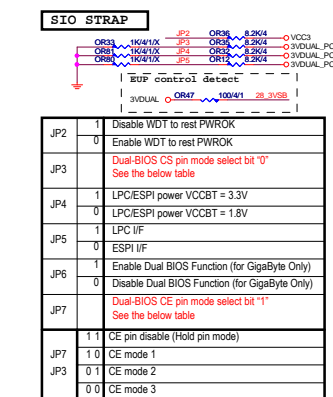 SIO STRAP
JP2 OR36 8.2K/4 VCC3
OR33 1K/4/1/X JP3 OR35 8.2K/4 3VDUAL_PC
OR81 1K/4/1/X JP4 OR32 8.2K/4 3VDUAL_PC
OR80 1K/4/1/X JP5 OR12 8.2K/4 3VDUAL_PC
EUP control detect
3VDUAL OR47 100/4/1 28_3VSB
JP2 1 Disable WDT to rest PWROK
0 Enable WDT to rest PWROK
JP3 Dual-BIOS CS pin mode select bit "0"
See the below table
JP4 1 LPC/ESPI power VCCBT = 3.3V
0 LPC/ESPI power VCCBT = 1.8V
JP5 1 LPC I/F
0 ESPI I/F
JP6 1 Enable Dual BIOS Function (for GigaByte Only)
0 Disable Dual BIOS Function (for GigaByte Only)
JP7 Dual-BIOS CE pin mode select bit "1"
See the below table
JP7 JP3 1 1 CE pin disable (Hold pin mode)
1 0 CE mode 1
0 1 CE mode 2
0 0 CE mode 3